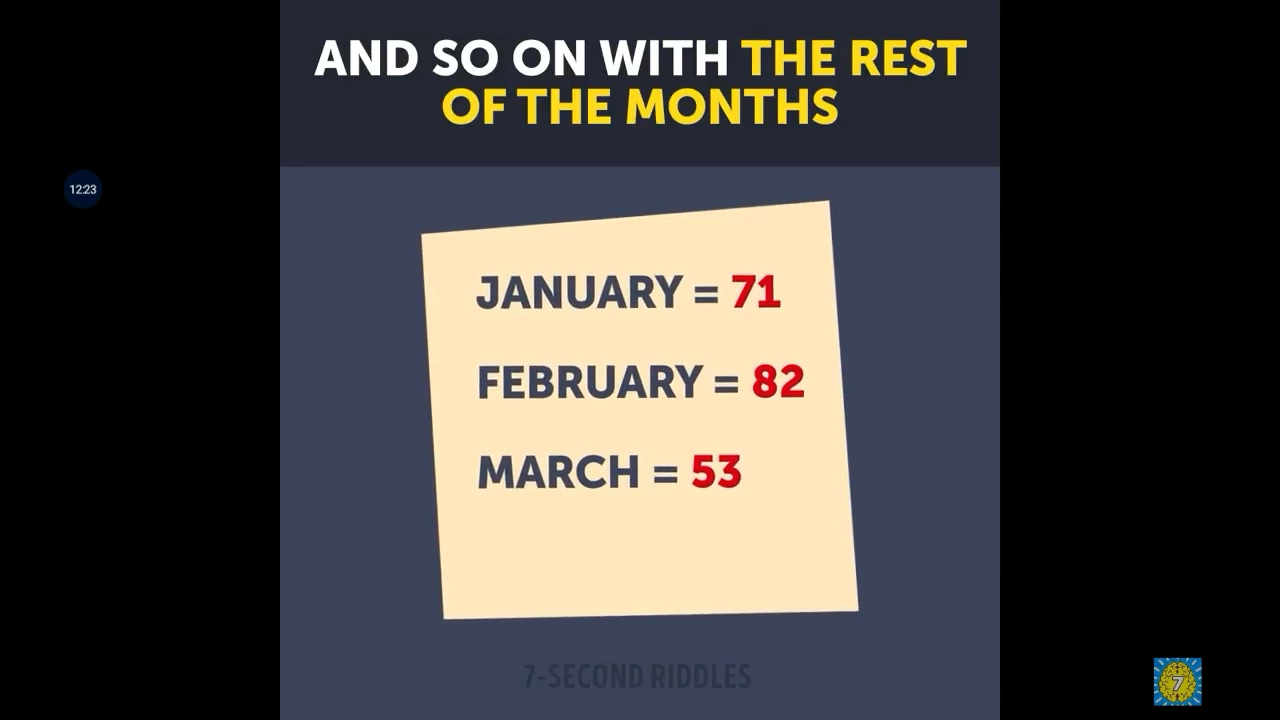 AND SO ON WITH THE REST
OF THE MONTHS
12:23
JANUARY = 71
FEBRUARY = 82
MARCH = 53
7-SECOND RIDDLES
7